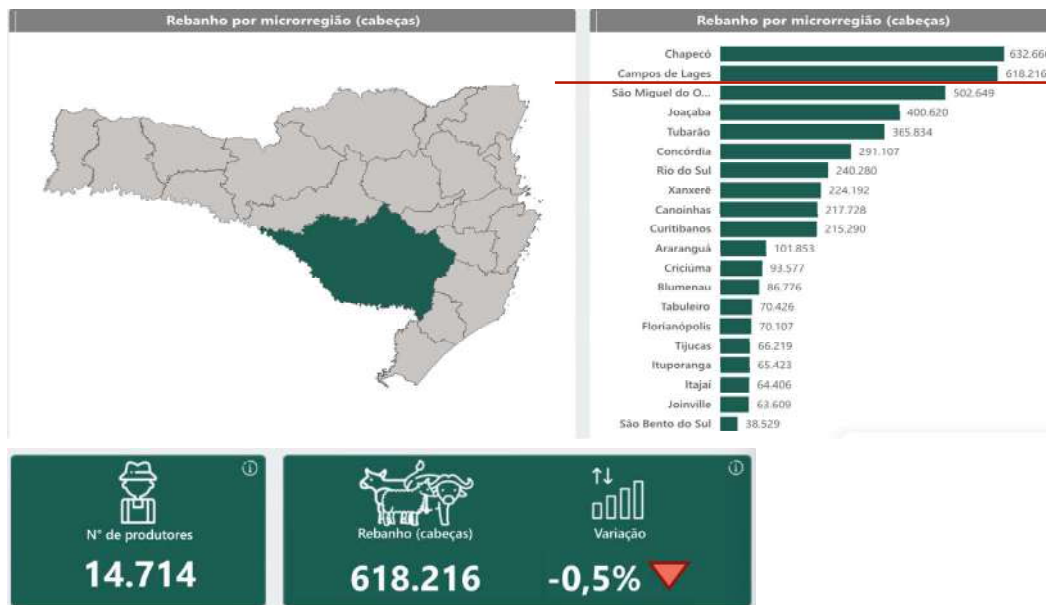 Rebanho por microrregião (cabeças)
Rebanho por microrregião (cabeças)
Chapecó 632.666
Campos de Lages 618.216
São Miguel do O... 502.649
Joaçaba 400.620
Tubarão 365.834
Concórdia 291.107
Rio do Sul 240.280
Xanxerê 224.192
Canoinhas 217.728
Curitibanos 215.290
Araranguá 101.853
Criciúma 93.577
Blumenau 86.776
Tabuleiro 70.426
Florianópolis 70.107
Tijucas 66.219
Ituporanga 65.423
Itajaí 64.406
Joinville 63.609
São Bento do Sul 38.529
N° de produtores
14.714
Rebanho (cabeças)
618.216
Variação
-0,5%